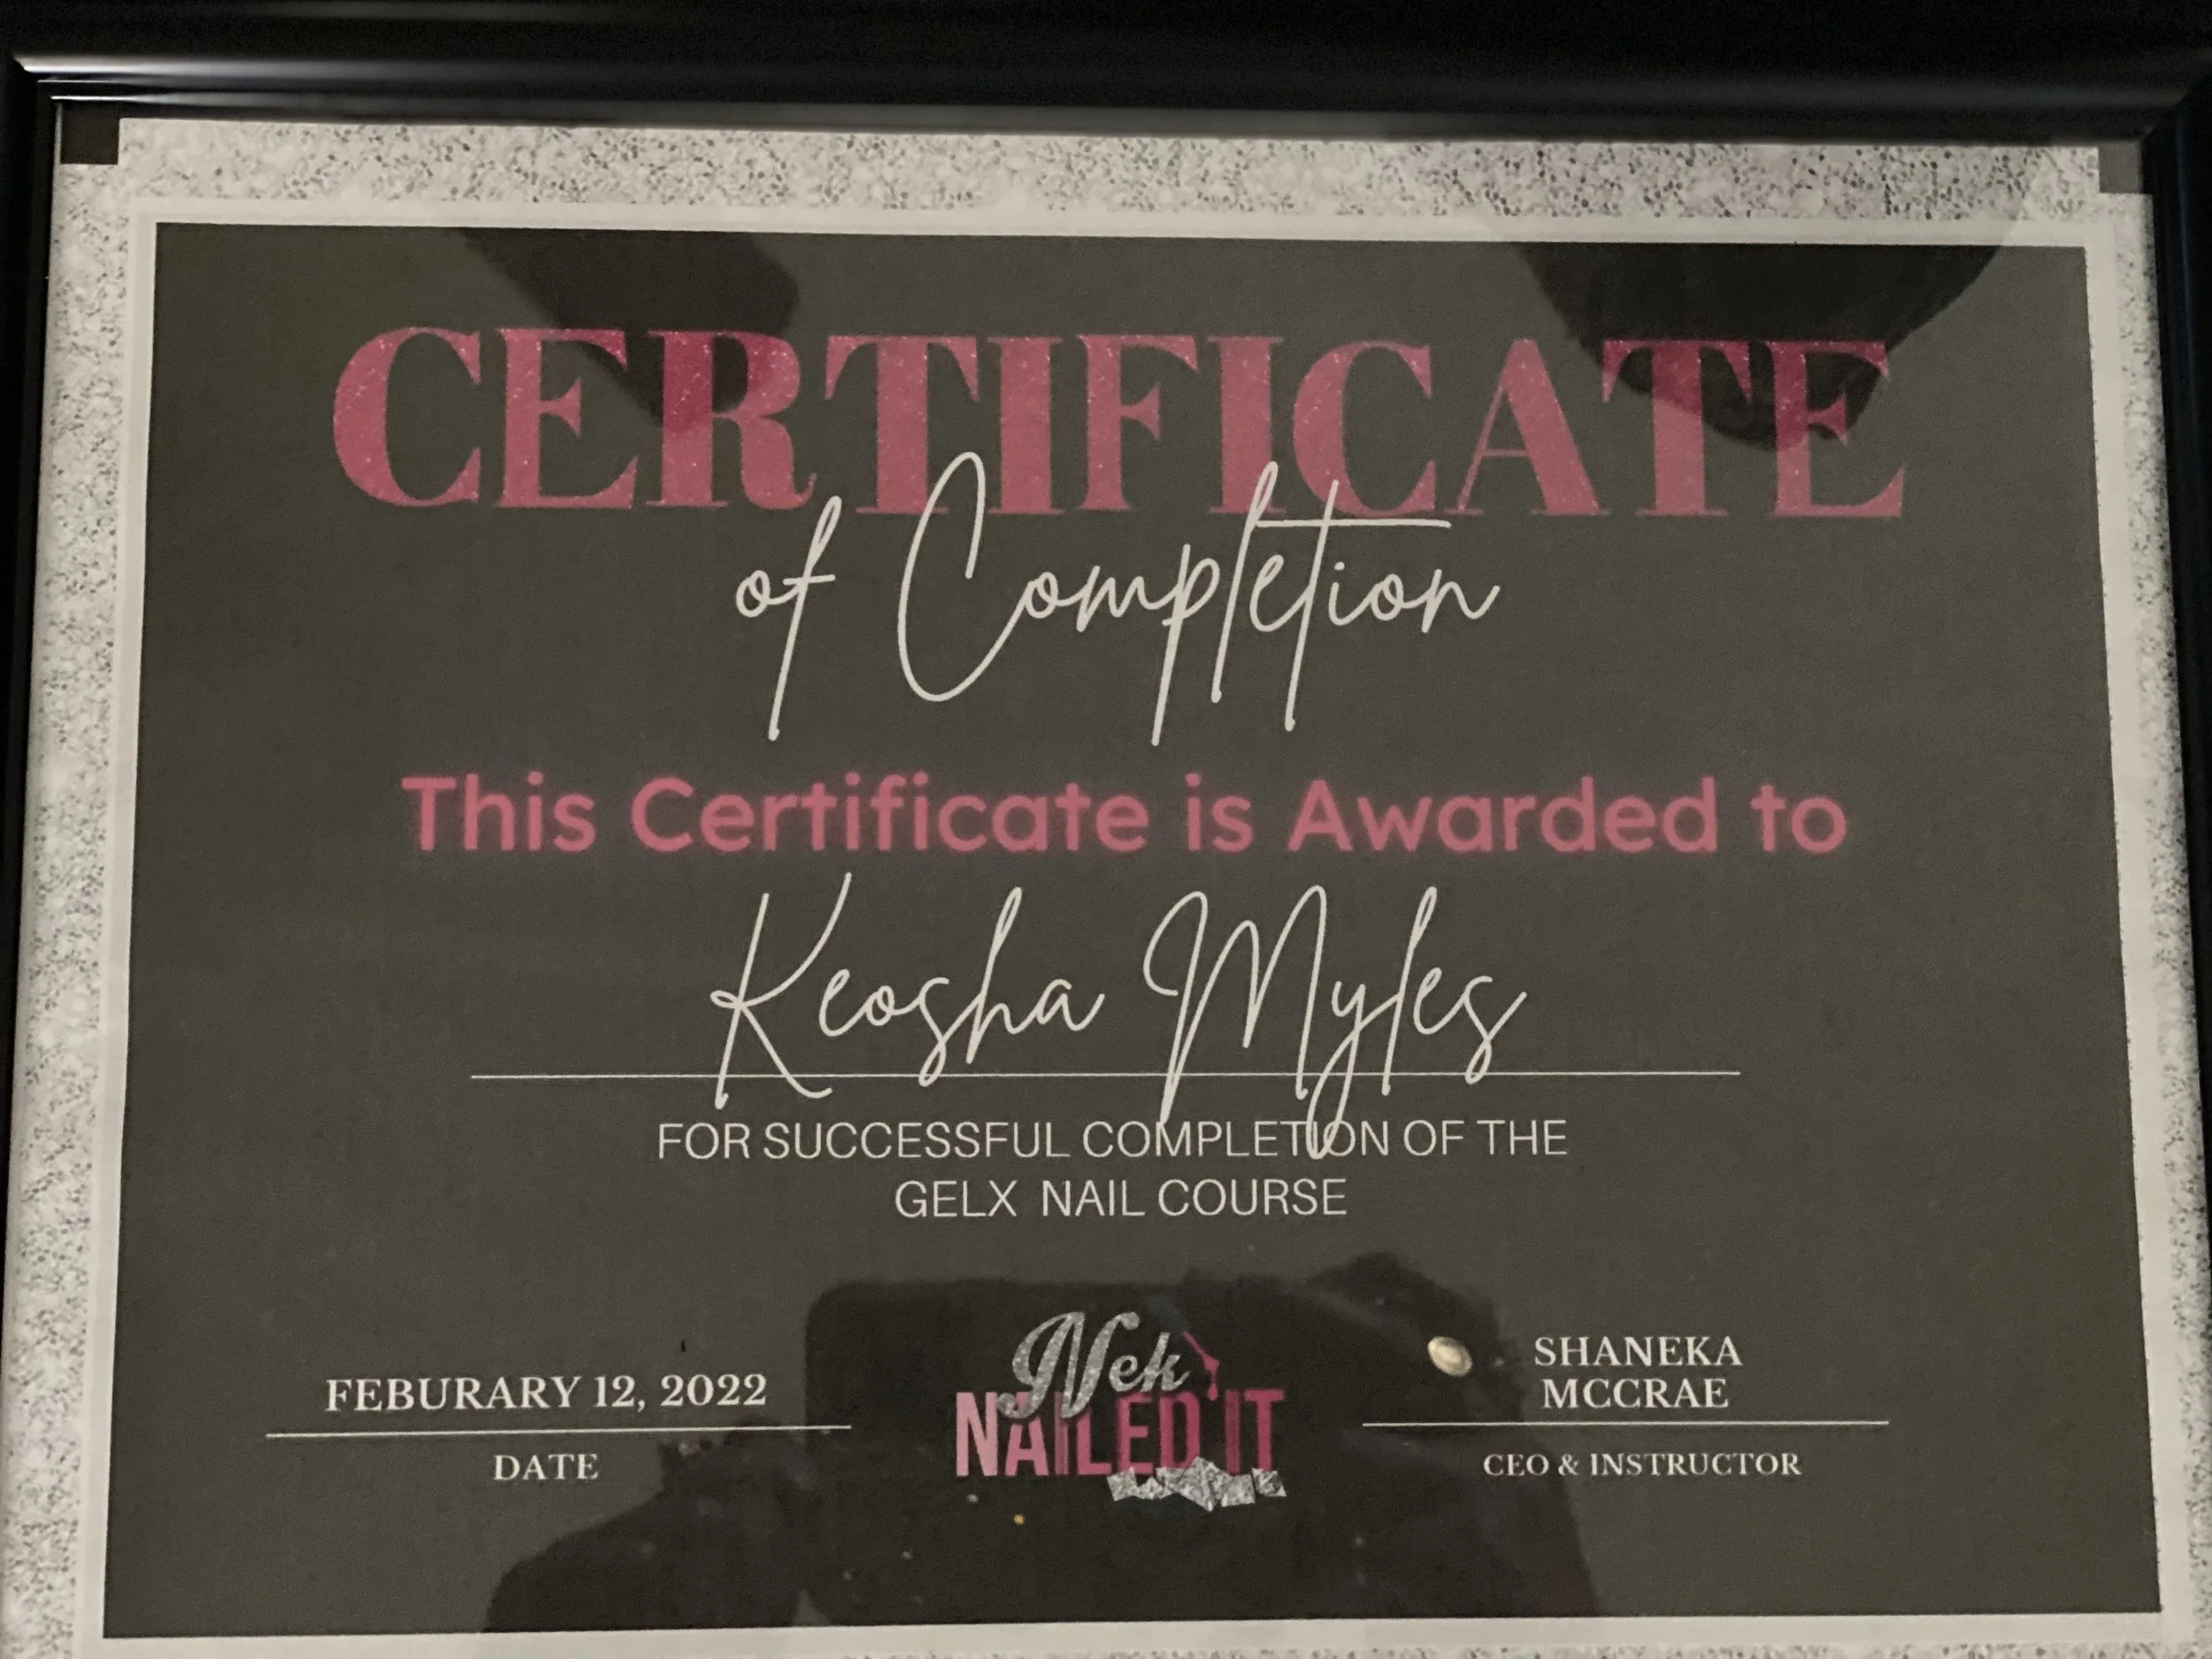 CERTIFICATE
of Completion
This Certificate is Awarded to
Keosha Myles
FOR SUCCESSFUL COMPLETION OF THE
GELX NAIL COURSE
FEBURARY 12, 2022
DATE
Nek
NAILED IT
SHANEKA
MCCRAE
CEO & INSTRUCTOR